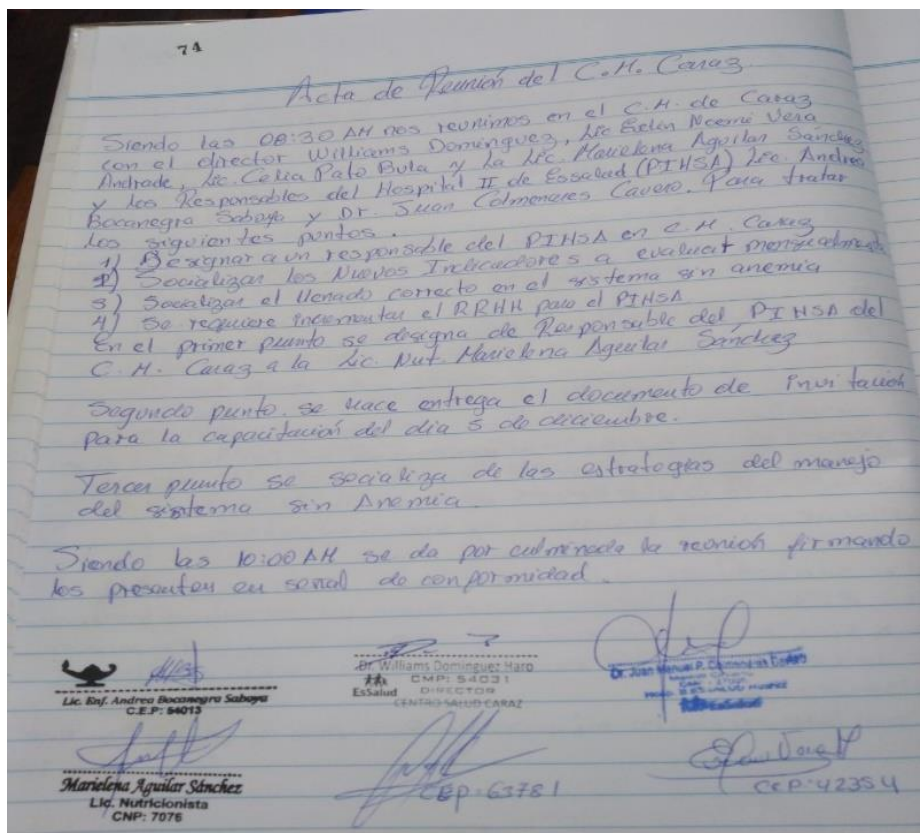 74
Acta de Reunión del C.M. Caraz
Siendo las 08:30 AM nos reunimos en el C.M. de Caraz
con el director Williams Dominguez, Lic Evelin Noemi Vera
Andrade, Lic. Celia Pato Bula y la Lic. Marielena Aguilar Sánchez
y los Responsables del Hospital II de Essalud (PIHSA) Lic. Andrea
Bocanegra Saboya y Dr. Juan Colmenares Cavero. Para tratar
los siguientes puntos.
1) Designar a un responsable del PIHSA en C.M. Caraz
2) Socializar los Nuevos Indicadores a evaluar mensualmente
3) Socializar el llenado correcto en el sistema sin anemia
4) Se requiere incrementar el RRHH para el PIHSA
En el primer punto se designa de Responsable del PIHSA del
C.M. Caraz a la Lic. Nut. Marielena Aguilar Sánchez
Segundo punto. se hace entrega el documento de invitación
para la capacitación del dia 5 de diciembre.
Tercer punto se socializa de las estrategias del manejo
del sistema sin Anemia.
Siendo las 10:00 AM se da por culminada la reunión firmando
los presentes en señal de conformidad.
Lic. Enf. Andrea Bocanegra Saboya
C.E.P: 54013
Dr. Williams Dominguez Haro
CMP: 54031
EsSalud DIRECTOR
CENTRO SALUD CARAZ
Dr. Juan Manuel P.
EsSalud
Marielena Aguilar Sánchez
Lic. Nutricionista
CNP: 7076
CEP: 63781
CEP: 42354